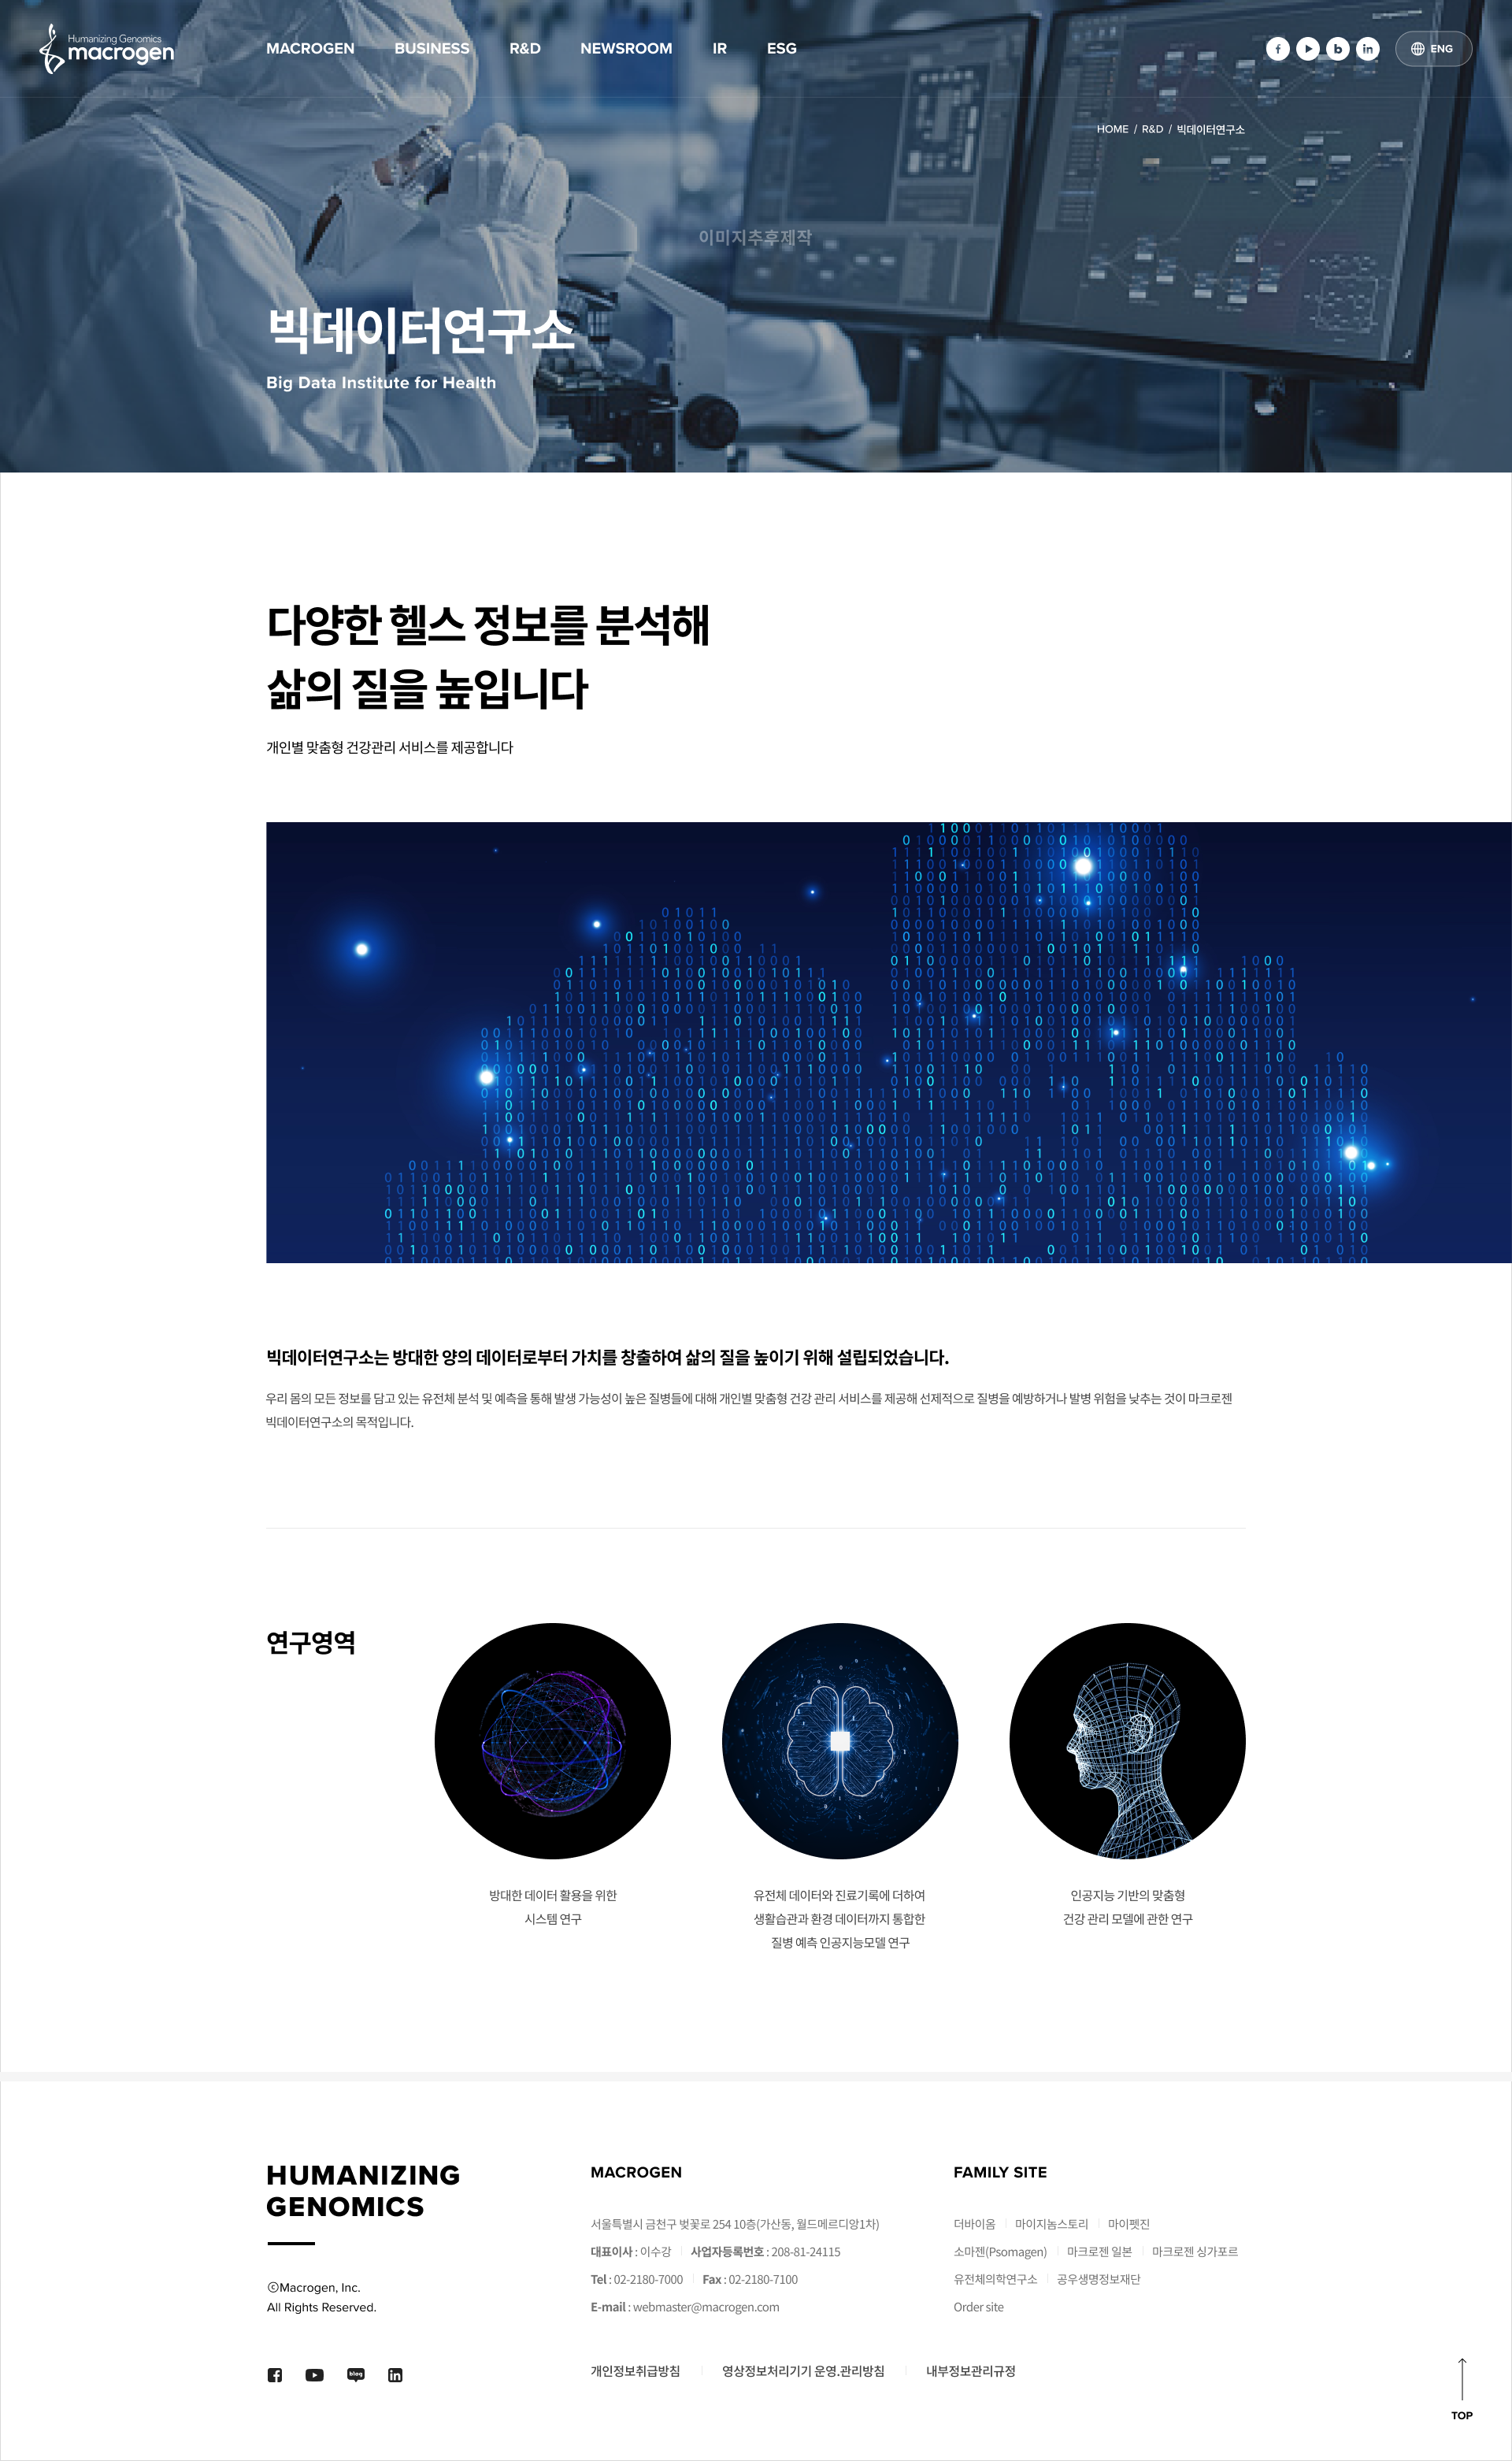 Humanizing Genomics
macrogen
MACROGEN BUSINESS R&D NEWSROOM IR ESG
ENG
HOME / R&D / 빅데이터연구소
이미지추후제작
빅데이터연구소
Big Data Institute for Health
다양한 헬스 정보를 분석해
삶의 질을 높입니다
개인별 맞춤형 건강관리 서비스를 제공합니다
빅데이터연구소는 방대한 양의 데이터로부터 가치를 창출하여 삶의 질을 높이기 위해 설립되었습니다.
우리 몸의 모든 정보를 담고 있는 유전체 분석 및 예측을 통해 발생 가능성이 높은 질병들에 대해 개인별 맞춤형 건강 관리 서비스를 제공해 선제적으로 질병을 예방하거나 발병 위험을 낮추는 것이 마크로젠
빅데이터연구소의 목적입니다.
연구영역
방대한 데이터 활용을 위한
시스템 연구
유전체 데이터와 진료기록에 더하여
생활습관과 환경 데이터까지 통합한
질병 예측 인공지능모델 연구
인공지능 기반의 맞춤형
건강 관리 모델에 관한 연구
HUMANIZING
GENOMICS
ⓒMacrogen, Inc.
All Rights Reserved.
blog
MACROGEN
서울특별시 금천구 벚꽃로 254 10층(가산동, 월드메르디앙1차)
대표이사 : 이수강 사업자등록번호 : 208-81-24115
Tel : 02-2180-7000 Fax : 02-2180-7100
E-mail : webmaster@macrogen.com
개인정보취급방침 영상정보처리기기 운영.관리방침 내부정보관리규정
FAMILY SITE
더바이옴 마이지놈스토리 마이펫진
소마젠(Psomagen) 마크로젠 일본 마크로젠 싱가포르
유전체의학연구소 공우생명정보재단
Order site
TOP